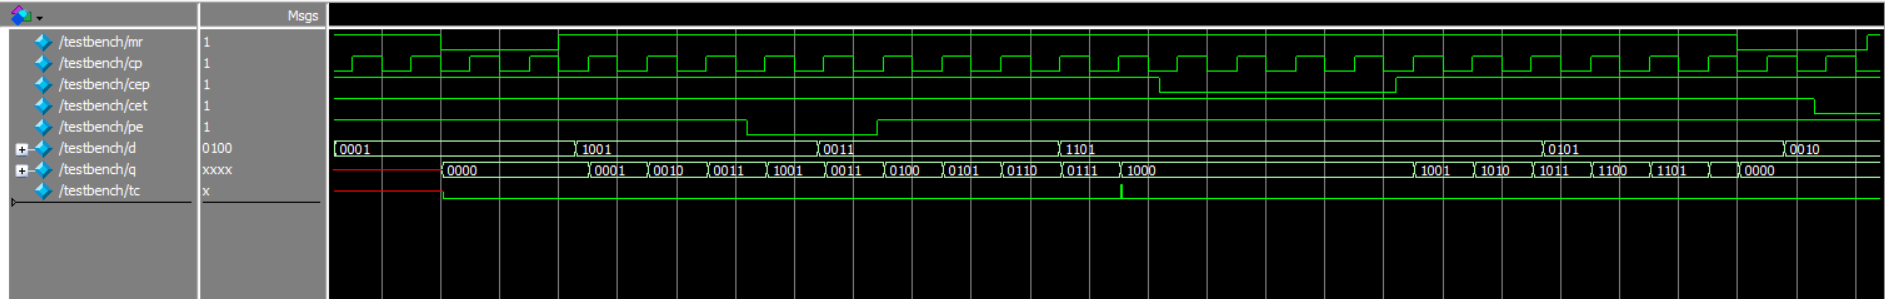 Msgs
/testbench/mr 1
/testbench/cp 1
/testbench/cep 1
/testbench/cet 1
/testbench/pe 1
/testbench/d 0100 0001 1001 0011 1101 0101 0010
/testbench/q xxxx 0000 0001 0010 0011 1001 0011 0100 0101 0110 0111 1000 1001 1010 1011 1100 1101 0000
/testbench/tc x